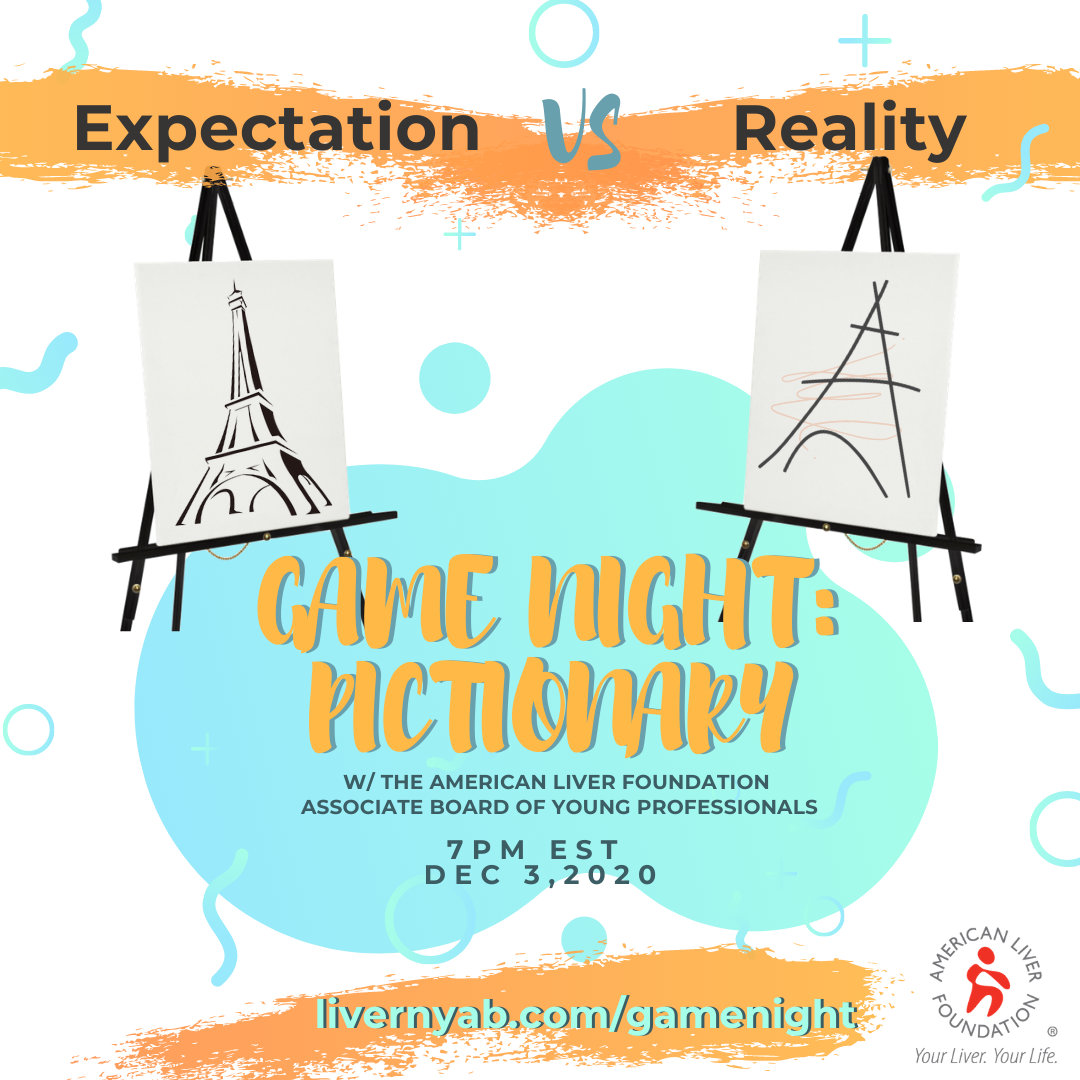 Expectation VS Reality
GAME NIGHT:
PICTIONARY
W/ THE AMERICAN LIVER FOUNDATION
ASSOCIATE BOARD OF YOUNG PROFESSIONALS
7PM EST
DEC 3,2020
livernyab.com/gamenight
AMERICAN LIVER
FOUNDATION
®
Your Liver. Your Life.